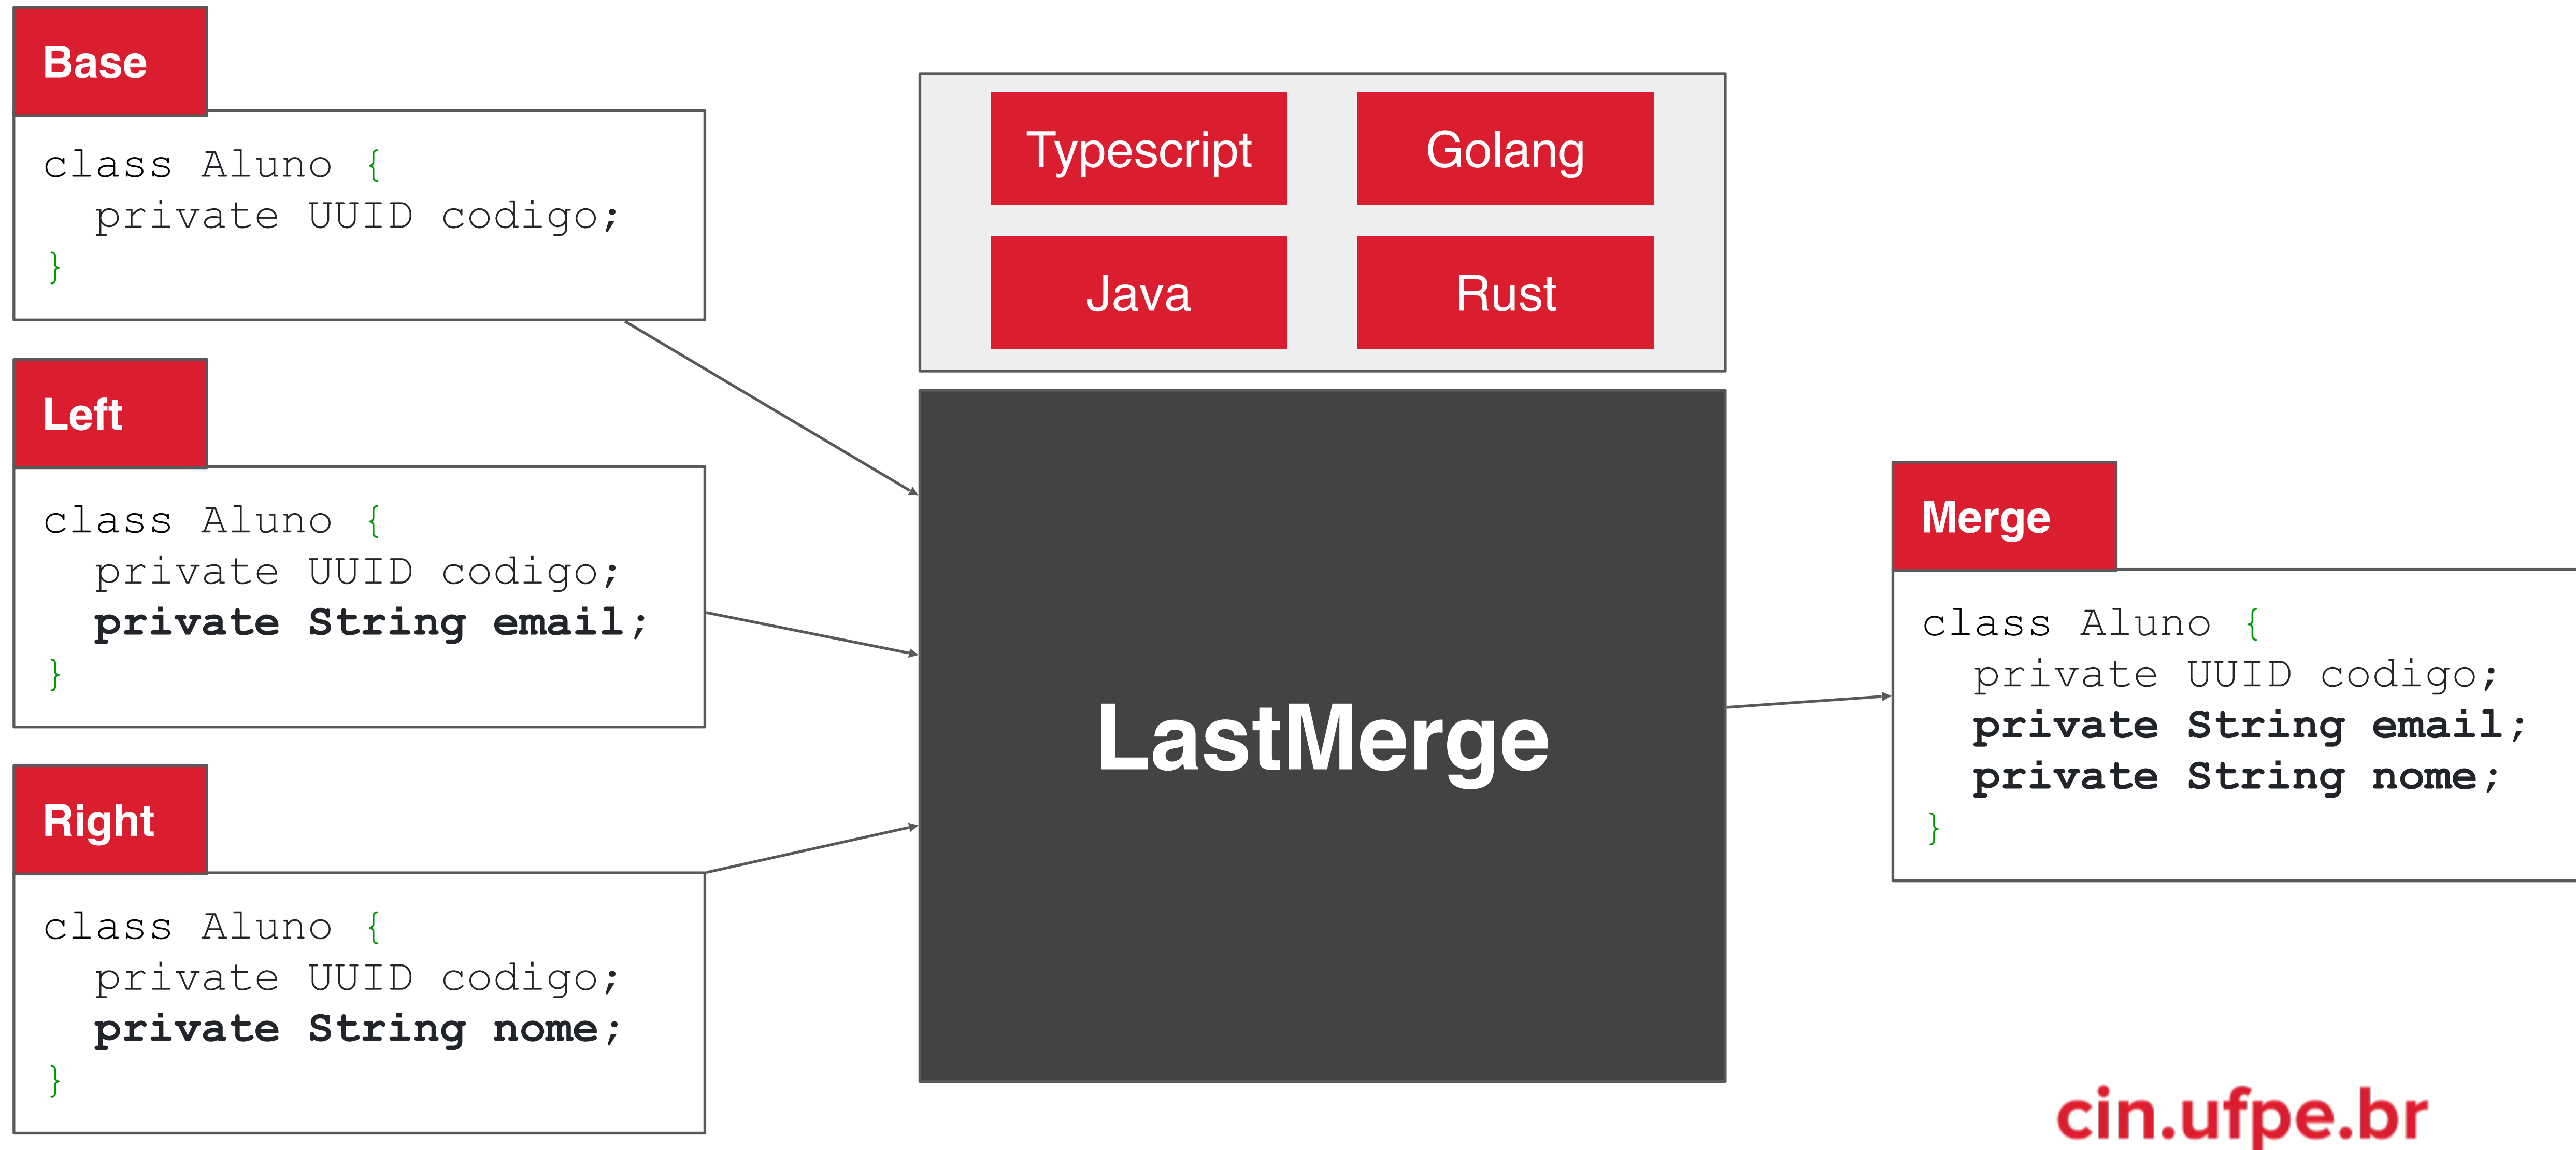 Base
class Aluno {
  private UUID codigo;
}
Left
class Aluno {
  private UUID codigo;
  private String email;
}
Right
class Aluno {
  private UUID codigo;
  private String nome;
}
Typescript
Golang
Java
Rust
LastMerge
Merge
class Aluno {
  private UUID codigo;
  private String email;
  private String nome;
}
cin.ufpe.br